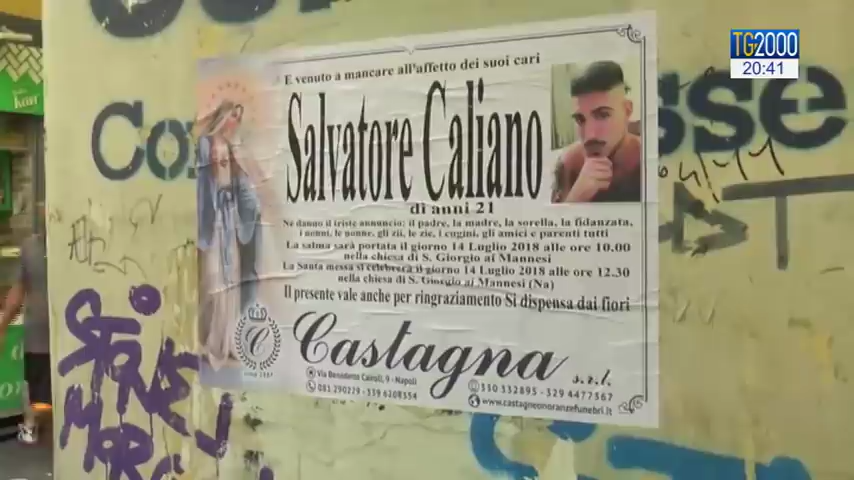 TG2000
20:41
E venuto a mancare all'affetto dei suoi cari
Salvatore Caliano
di anni 21
Ne danno il triste annuncio: il padre, la madre, la sorella, la fidanzata,
i nonni, le nonne, gli zii, le zie, i cugini, gli amici e parenti tutti
La salma sarà portata il giorno 14 Luglio 2018 alle ore 10.00
nella chiesa di S. Giorgio ai Mannesi
La Santa messa si celebrerà il giorno 14 Luglio 2018 alle ore 12.30
nella chiesa di S. Giorgio ai Mannesi (Na)
Il presente vale anche per ringraziamento Si dispensa dai fiori
Castagna s.r.l.
Via Benedetto Cairoli, 9 - Napoli
081 290229 - 339 6208354
330 332895 - 329 4477567
www.castagneonoranzefunebri.it